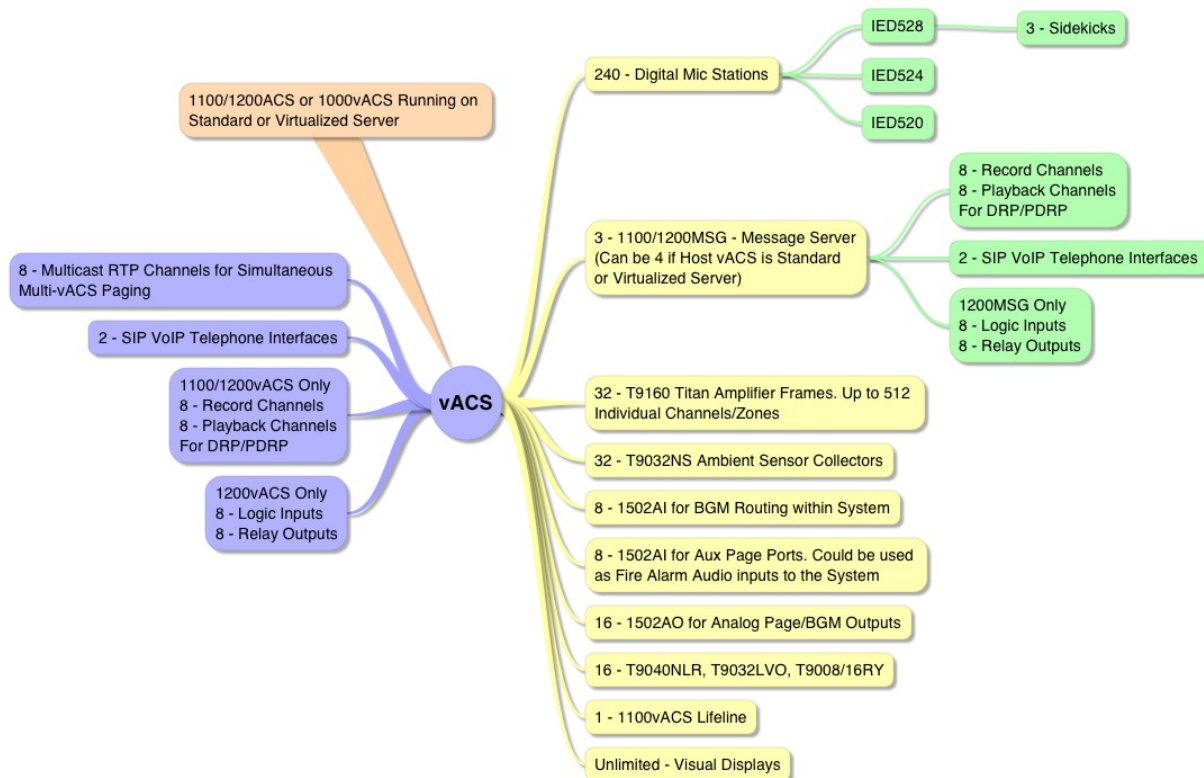 1100/1200ACS or 1000vACS Running on
Standard or Virtualized Server
8 - Multicast RTP Channels for Simultaneous
Multi-vACS Paging
2 - SIP VoIP Telephone Interfaces
1100/1200vACS Only
8 - Record Channels
8 - Playback Channels
For DRP/PDRP
1200vACS Only
8 - Logic Inputs
8 - Relay Outputs
vACS
240 - Digital Mic Stations
IED528
3 - Sidekicks
IED524
IED520
3 - 1100/1200MSG - Message Server
(Can be 4 if Host vACS is Standard
or Virtualized Server)
8 - Record Channels
8 - Playback Channels
For DRP/PDRP
2 - SIP VoIP Telephone Interfaces
1200MSG Only
8 - Logic Inputs
8 - Relay Outputs
32 - T9160 Titan Amplifier Frames. Up to 512
Individual Channels/Zones
32 - T9032NS Ambient Sensor Collectors
8 - 1502AI for BGM Routing within System
8 - 1502AI for Aux Page Ports. Could be used
as Fire Alarm Audio inputs to the System
16 - 1502AO for Analog Page/BGM Outputs
16 - T9040NLR, T9032LVO, T9008/16RY
1 - 1100vACS Lifeline
Unlimited - Visual Displays